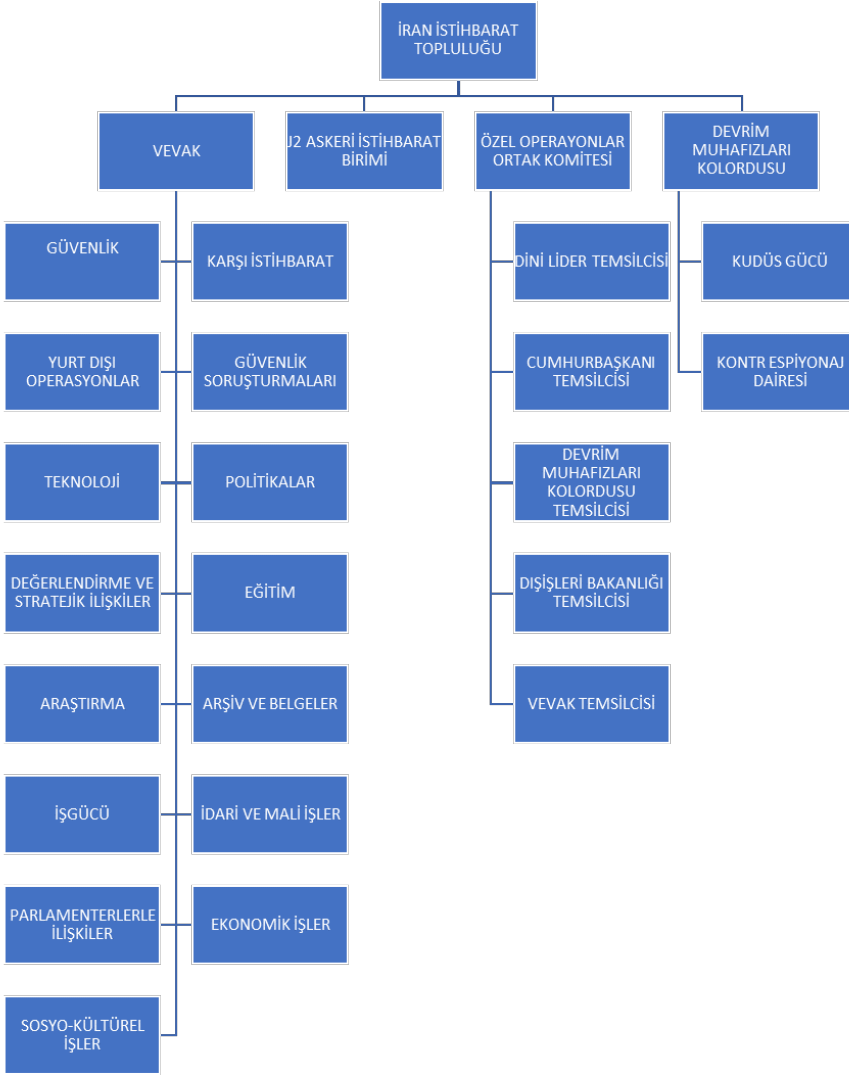 İRAN İSTİHBARAT
TOPLULUĞU
VEVAK
J2 ASKERİ İSTİHBARAT
BİRİMİ
ÖZEL OPERAYONLAR
ORTAK KOMİTESİ
DEVRİM
MUHAFIZLARI
KOLORDUSU
GÜVENLİK
KARŞI İSTİHBARAT
YURT DIŞI
OPERASYONLAR
GÜVENLİK
SORUŞTURMALARI
TEKNOLOJİ
POLİTİKALAR
DEĞERLENDİRME VE
STRATEJİK İLİŞKİLER
EĞİTİM
ARAŞTIRMA
ARŞİV VE BELGELER
İŞGÜCÜ
İDARİ VE MALİ İŞLER
PARLAMENTERLERLE
İLİŞKİLER
EKONOMİK İŞLER
SOSYO-KÜLTÜREL
İŞLER
DİNİ LİDER TEMSİLCİSİ
CUMHURBAŞKANI
TEMSİLCİSİ
DEVRİM
MUHAFIZLARI
KOLORDUSU
TEMSİLCİSİ
DIŞİŞLERİ BAKANLIĞI
TEMSİLCİSİ
VEVAK TEMSİLCİSİ
KUDÜS GÜCÜ
KONTR ESPİYONAJ
DAİRESİ